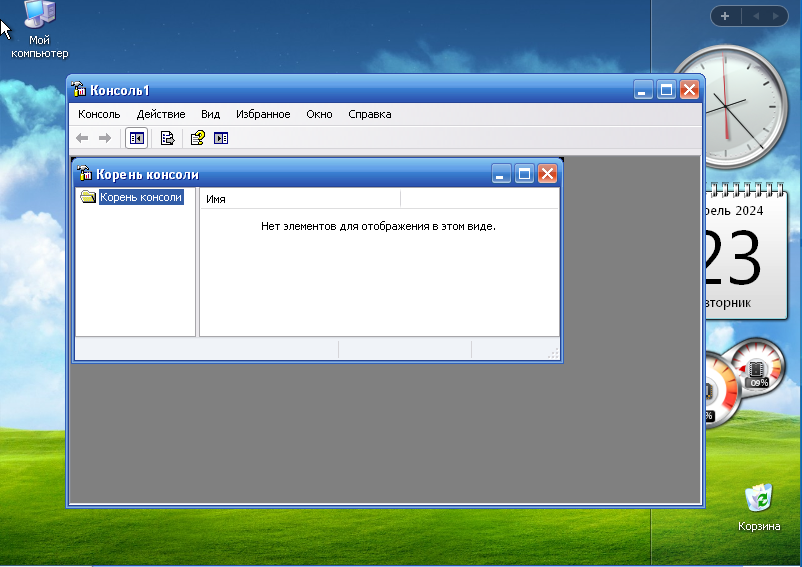 Мой
компьютер
Консоль1
Консоль Действие Вид Избранное Окно Справка
Корень консоли
Корень консоли
Имя
Нет элементов для отображения в этом виде.
2024
23
вторник
09%
%
Корзина